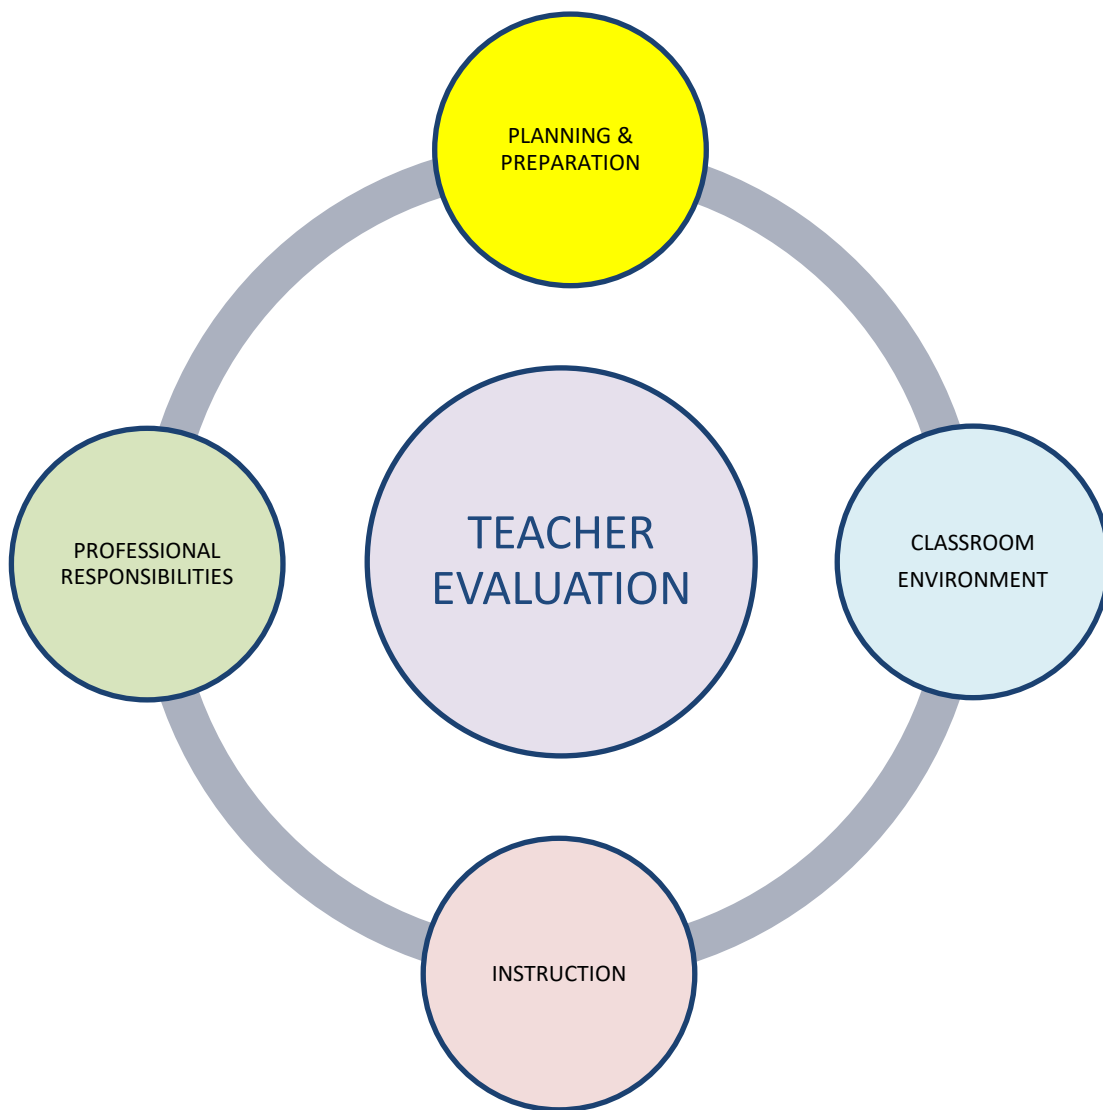 PLANNING &
PREPARATION
PROFESSIONAL
RESPONSIBILITIES
TEACHER
EVALUATION
CLASSROOM
ENVIRONMENT
INSTRUCTION